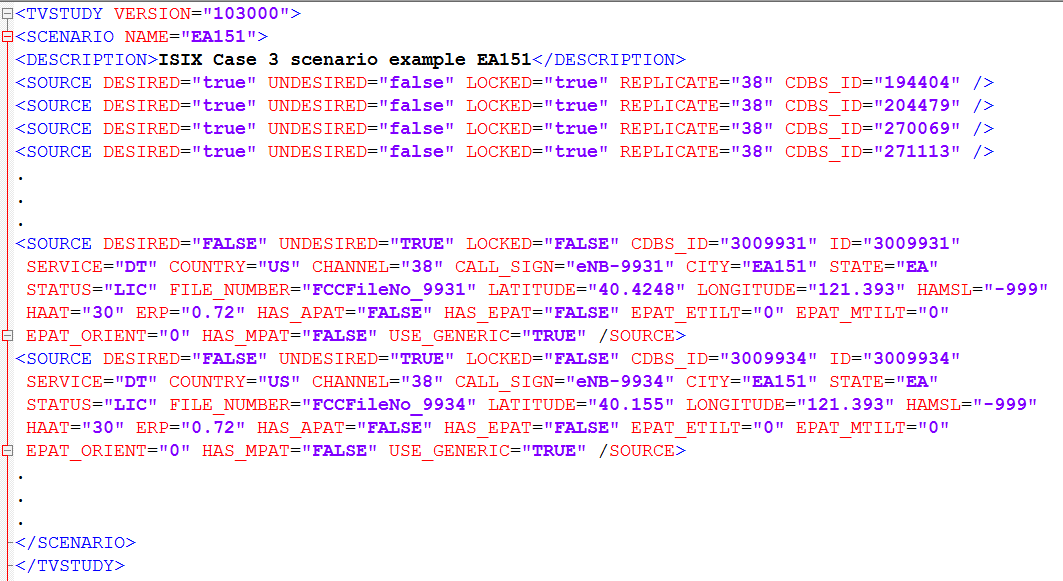 <TVSTUDY VERSION="103000">
<SCENARIO NAME="EA151">
<DESCRIPTION>ISIX Case 3 scenario example EA151</DESCRIPTION>
<SOURCE DESIRED="true" UNDESIRED="false" LOCKED="true" REPLICATE="38" CDBS_ID="194404" />
<SOURCE DESIRED="true" UNDESIRED="false" LOCKED="true" REPLICATE="38" CDBS_ID="204479" />
<SOURCE DESIRED="true" UNDESIRED="false" LOCKED="true" REPLICATE="38" CDBS_ID="270069" />
<SOURCE DESIRED="true" UNDESIRED="false" LOCKED="true" REPLICATE="38" CDBS_ID="271113" />
.
.
.
<SOURCE DESIRED="FALSE" UNDESIRED="TRUE" LOCKED="FALSE" CDBS_ID="3009931" ID="3009931"
SERVICE="DT" COUNTRY="US" CHANNEL="38" CALL_SIGN="eNB-9931" CITY="EA151" STATE="EA"
STATUS="LIC" FILE_NUMBER="FCCFileNo_9931" LATITUDE="40.4248" LONGITUDE="121.393" HAMSL="-999"
HAAT="30" ERP="0.72" HAS_APAT="FALSE" HAS_EPAT="FALSE" EPAT_ETILT="0" EPAT_MTILT="0"
EPAT_ORIENT="0" HAS_MPAT="FALSE" USE_GENERIC="TRUE" /SOURCE>
<SOURCE DESIRED="FALSE" UNDESIRED="TRUE" LOCKED="FALSE" CDBS_ID="3009934" ID="3009934"
SERVICE="DT" COUNTRY="US" CHANNEL="38" CALL_SIGN="eNB-9934" CITY="EA151" STATE="EA"
STATUS="LIC" FILE_NUMBER="FCCFileNo_9934" LATITUDE="40.155" LONGITUDE="121.393" HAMSL="-999"
HAAT="30" ERP="0.72" HAS_APAT="FALSE" HAS_EPAT="FALSE" EPAT_ETILT="0" EPAT_MTILT="0"
EPAT_ORIENT="0" HAS_MPAT="FALSE" USE_GENERIC="TRUE" /SOURCE>
.
.
.
</SCENARIO>
</TVSTUDY>